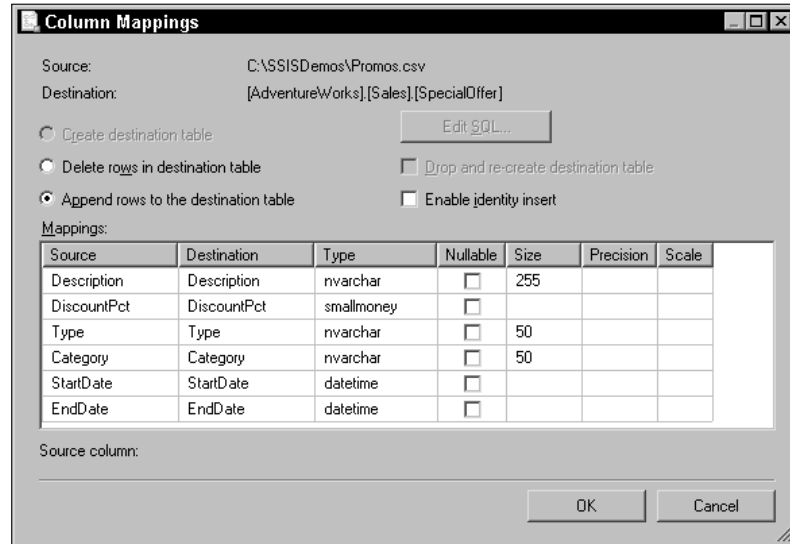 Column Mappings
Source: C:\SSISDemos\Promos.csv
Destination: [AdventureWorks].[Sales].[SpecialOffer]
Create destination table Edit SQL...
Delete rows in destination table Drop and re-create destination table
Append rows to the destination table Enable identity insert
Mappings:
Source Destination Type Nullable Size Precision Scale
Description Description nvarchar 255
DiscountPct DiscountPct smallmoney
Type Type nvarchar 50
Category Category nvarchar 50
StartDate StartDate datetime
EndDate EndDate datetime
Source column:
OK Cancel